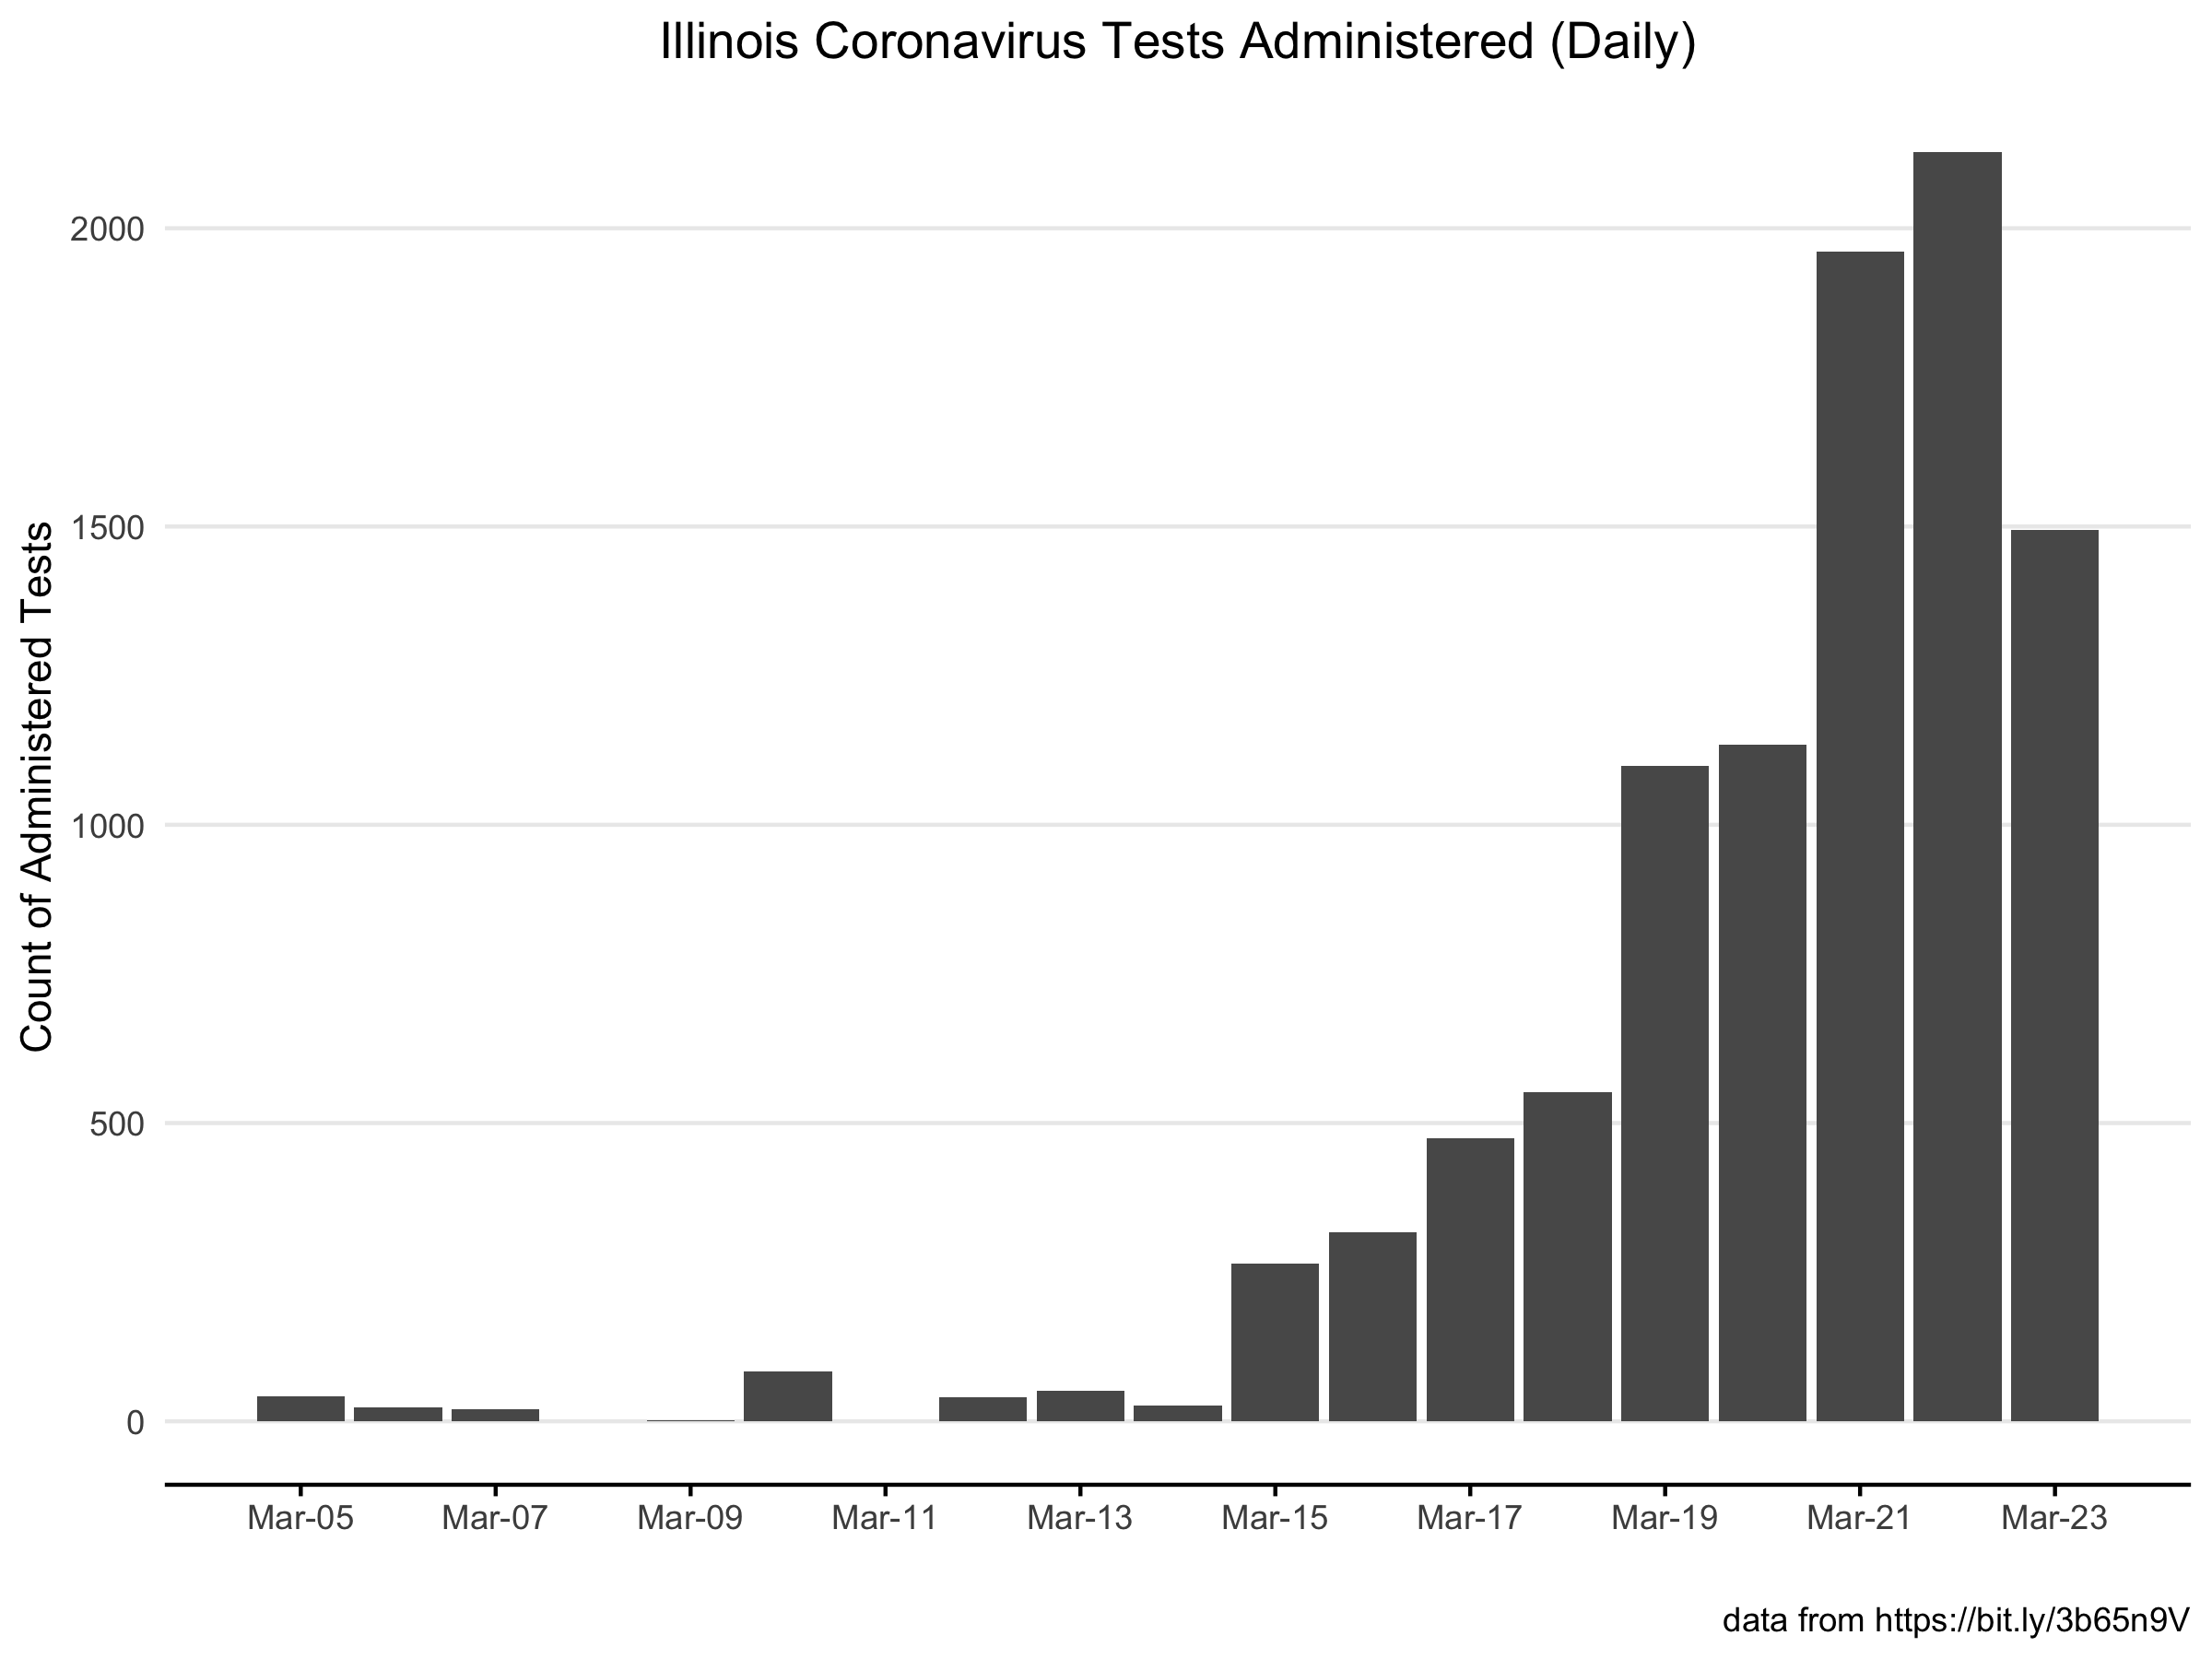 Illinois Coronavirus Tests Administered (Daily)
Count of Administered Tests
2000
1500
1000
500
0
Mar-05 Mar-07 Mar-09 Mar-11 Mar-13 Mar-15 Mar-17 Mar-19 Mar-21 Mar-23
data from https://bit.ly/3b65n9V